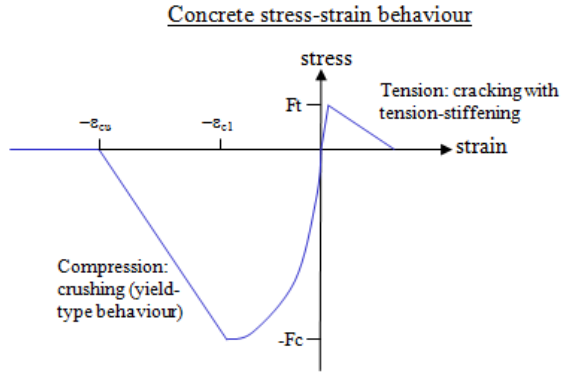 Concrete stress-strain behaviour
stress
Ft
Tension: cracking with
tension-stiffening
−εcu
−εc1
strain
Compression:
crushing (yield-
type behaviour)
-Fc